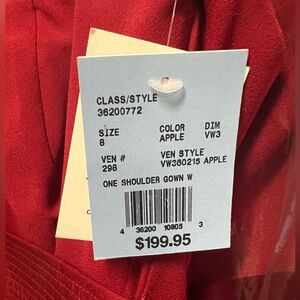 CLASS/STYLE
36200772
SIZE COLOR DIM
8 APPLE VW3
VEN # VEN STYLE
298 VW360215 APPLE
ONE SHOULDER GOWN W
4 36200 10805 3
$199.95